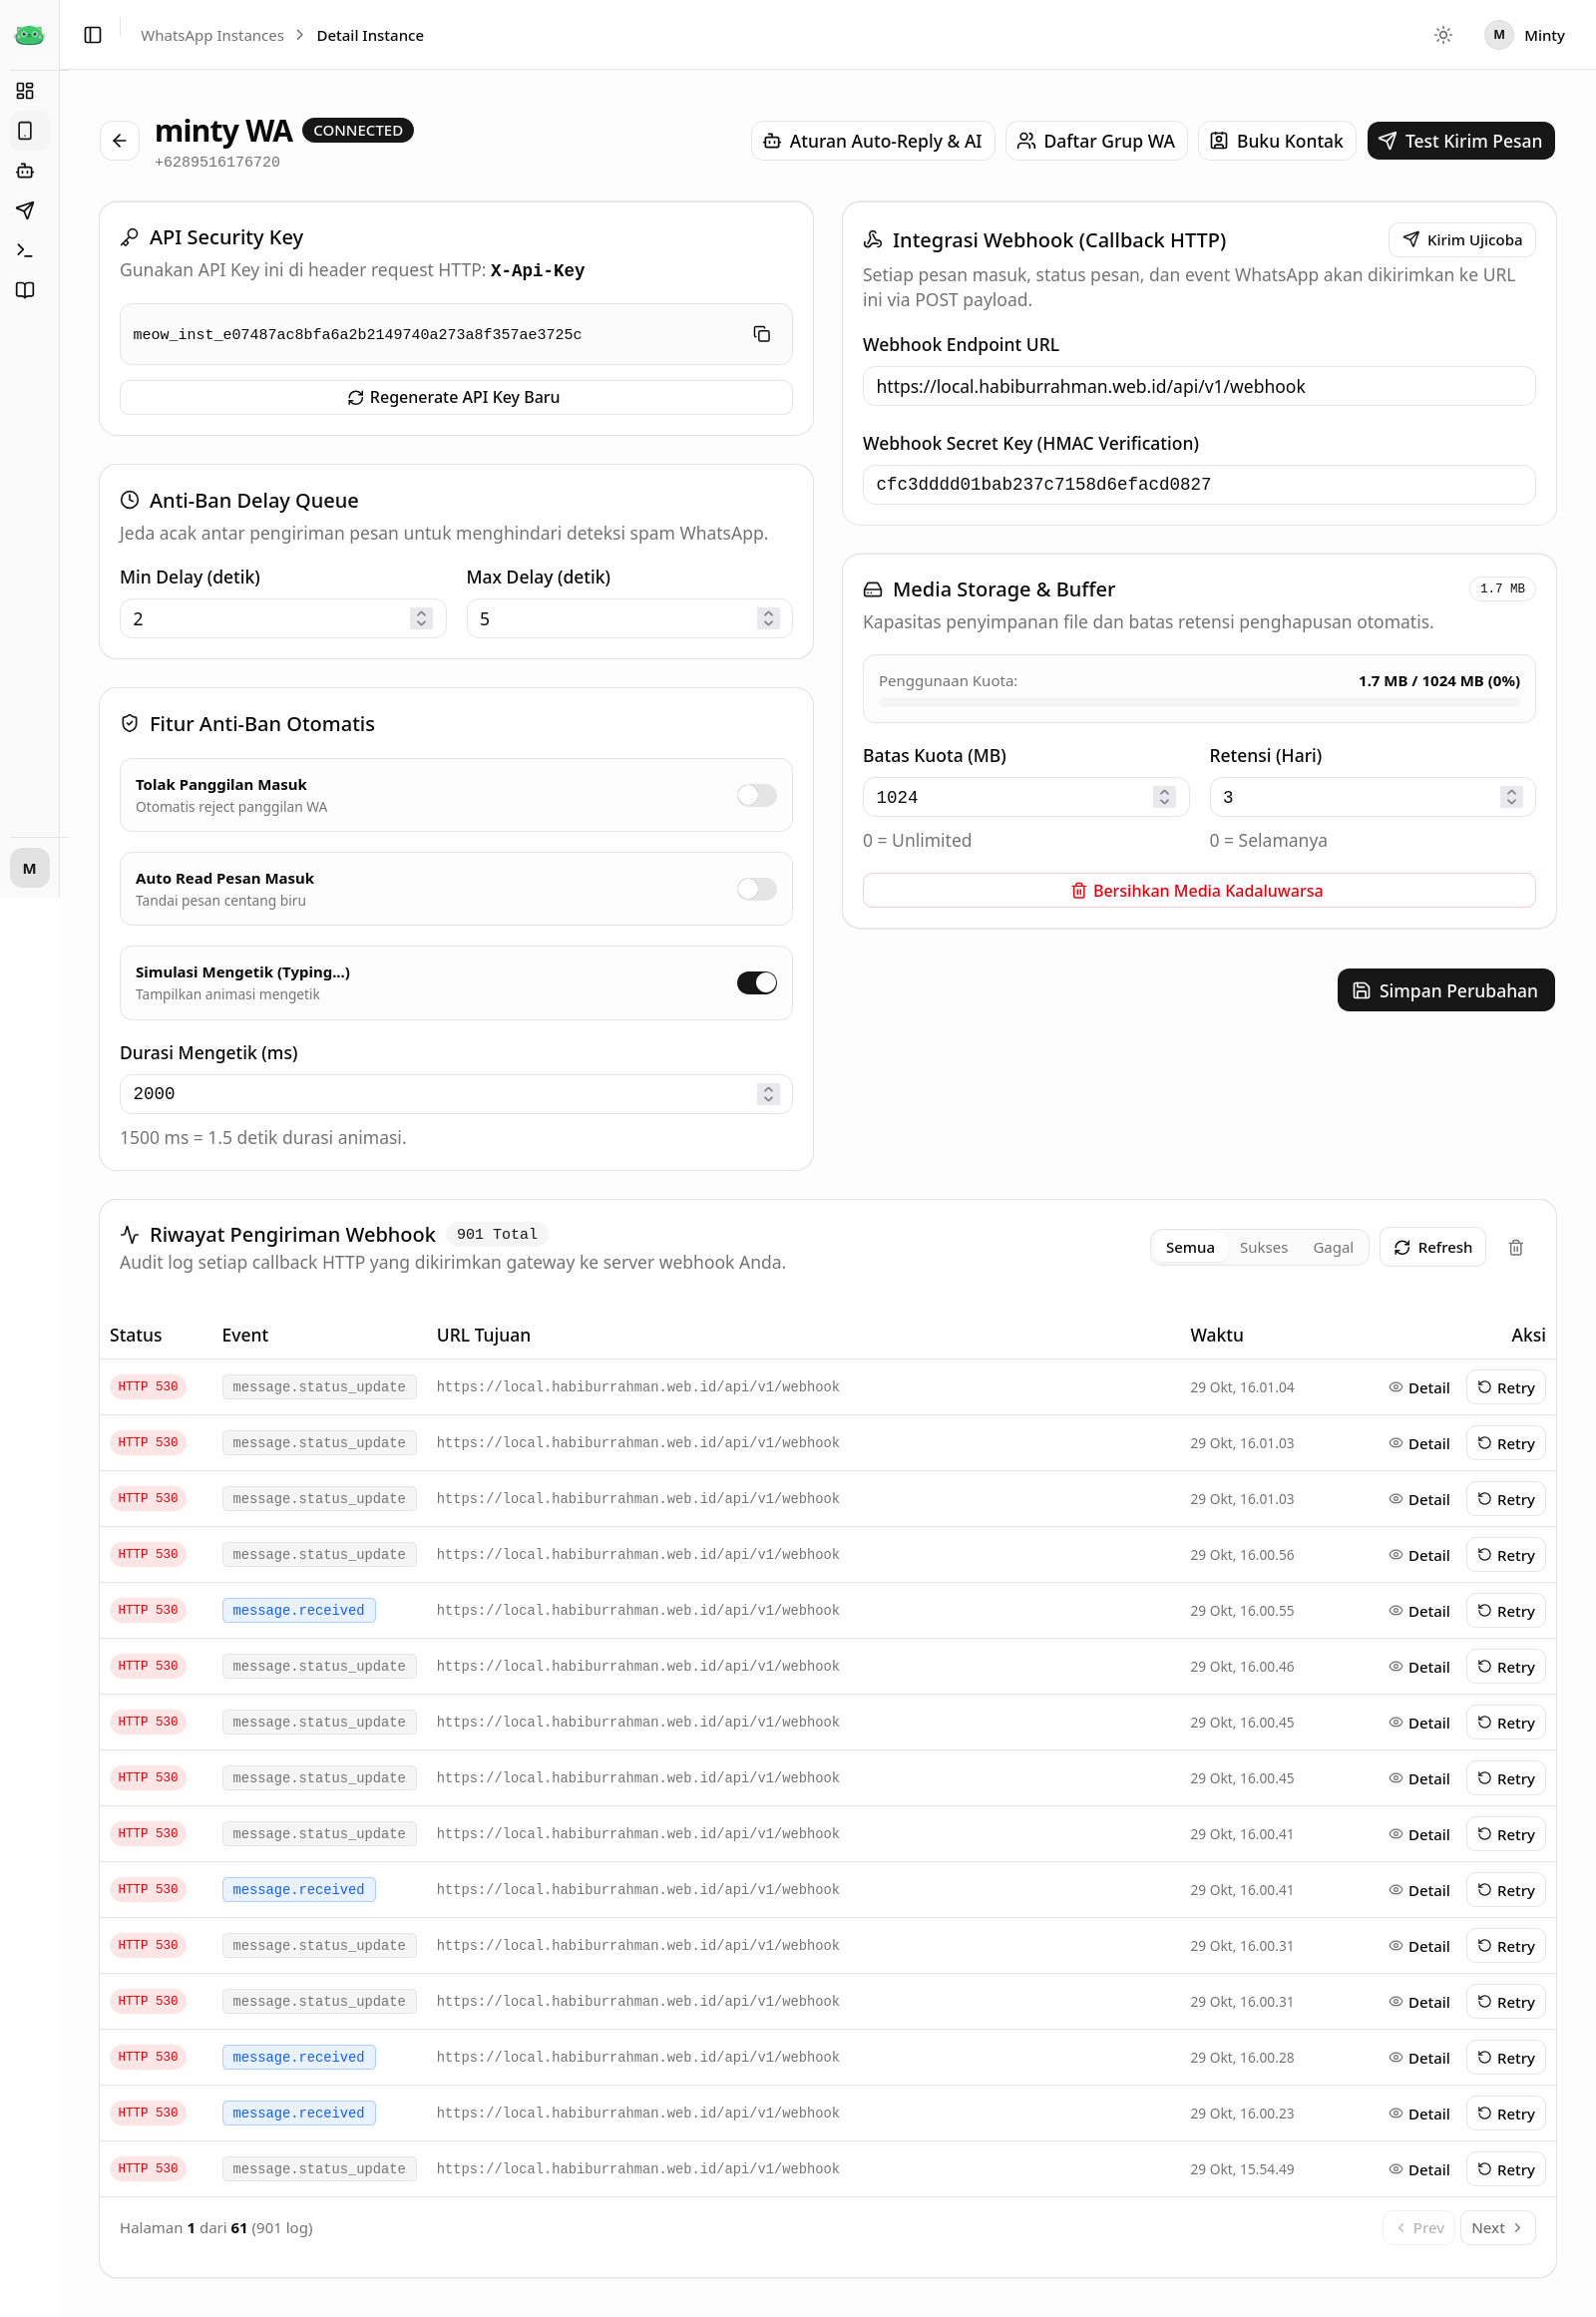 WhatsApp Instances
Detail Instance
M
Minty
minty WA
CONNECTED
+6289516176720
Aturan Auto-Reply & AI
Daftar Grup WA
Buku Kontak
Test Kirim Pesan
API Security Key
Gunakan API Key ini di header request HTTP: X-Api-Key
meow_inst_e07487ac8bfa6a2b2149740a273a8f357ae3725c
Regenerate API Key Baru
Anti-Ban Delay Queue
Jeda acak antar pengiriman pesan untuk menghindari deteksi spam WhatsApp.
Min Delay (detik)
Max Delay (detik)
2
5
Fitur Anti-Ban Otomatis
Tolak Panggilan Masuk
Otomatis reject panggilan WA
Auto Read Pesan Masuk
Tandai pesan centang biru
Simulasi Mengetik (Typing...)
Tampilkan animasi mengetik
Durasi Mengetik (ms)
2000
1500 ms = 1.5 detik durasi animasi.
M
Integrasi Webhook (Callback HTTP)
Kirim Ujicoba
Setiap pesan masuk, status pesan, dan event WhatsApp akan dikirimkan ke URL
ini via POST payload.
Webhook Endpoint URL
https://local.habiburrahman.web.id/api/v1/webhook
Webhook Secret Key (HMAC Verification)
cfc3dddd01bab237c7158d6efacd0827
Media Storage & Buffer
1.7 MB
Kapasitas penyimpanan file dan batas retensi penghapusan otomatis.
Penggunaan Kuota:
1.7 MB / 1024 MB (0%)
Batas Kuota (MB)
Retensi (Hari)
1024
3
0 = Unlimited
0 = Selamanya
Bersihkan Media Kadaluwarsa
Simpan Perubahan
Riwayat Pengiriman Webhook
901 Total
Audit log setiap callback HTTP yang dikirimkan gateway ke server webhook Anda.
Semua
Sukses
Gagal
Refresh
Status Event URL Tujuan Waktu Aksi
HTTP 530 message.status_update https://local.habiburrahman.web.id/api/v1/webhook 29 Okt, 16.01.04 Detail Retry
HTTP 530 message.status_update https://local.habiburrahman.web.id/api/v1/webhook 29 Okt, 16.01.03 Detail Retry
HTTP 530 message.status_update https://local.habiburrahman.web.id/api/v1/webhook 29 Okt, 16.01.03 Detail Retry
HTTP 530 message.status_update https://local.habiburrahman.web.id/api/v1/webhook 29 Okt, 16.00.56 Detail Retry
HTTP 530 message.received https://local.habiburrahman.web.id/api/v1/webhook 29 Okt, 16.00.55 Detail Retry
HTTP 530 message.status_update https://local.habiburrahman.web.id/api/v1/webhook 29 Okt, 16.00.46 Detail Retry
HTTP 530 message.status_update https://local.habiburrahman.web.id/api/v1/webhook 29 Okt, 16.00.45 Detail Retry
HTTP 530 message.status_update https://local.habiburrahman.web.id/api/v1/webhook 29 Okt, 16.00.45 Detail Retry
HTTP 530 message.status_update https://local.habiburrahman.web.id/api/v1/webhook 29 Okt, 16.00.41 Detail Retry
HTTP 530 message.received https://local.habiburrahman.web.id/api/v1/webhook 29 Okt, 16.00.41 Detail Retry
HTTP 530 message.status_update https://local.habiburrahman.web.id/api/v1/webhook 29 Okt, 16.00.31 Detail Retry
HTTP 530 message.status_update https://local.habiburrahman.web.id/api/v1/webhook 29 Okt, 16.00.31 Detail Retry
HTTP 530 message.received https://local.habiburrahman.web.id/api/v1/webhook 29 Okt, 16.00.28 Detail Retry
HTTP 530 message.received https://local.habiburrahman.web.id/api/v1/webhook 29 Okt, 16.00.23 Detail Retry
HTTP 530 message.status_update https://local.habiburrahman.web.id/api/v1/webhook 29 Okt, 15.54.49 Detail Retry
Halaman 1 dari 61 (901 log)
Prev
Next